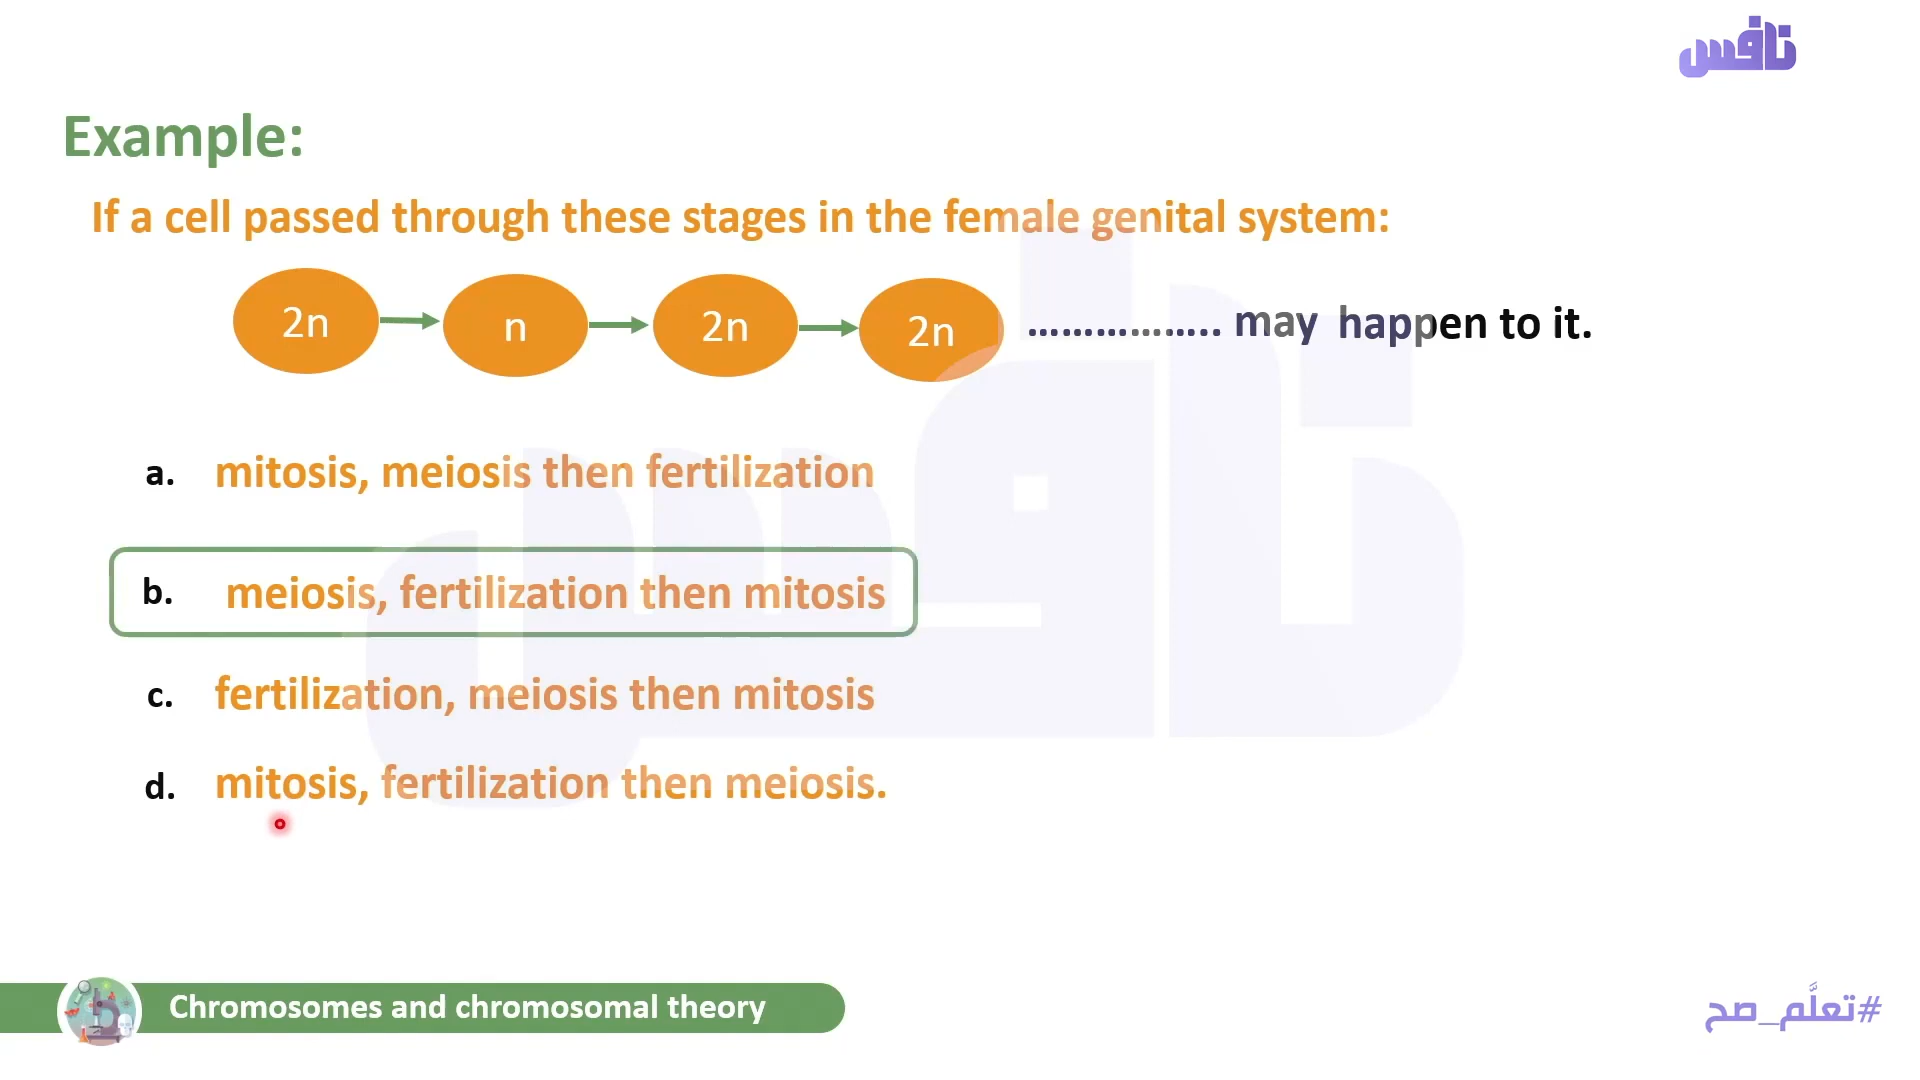 نافس
Example:
If a cell passed through these stages in the female genital system:
2n n 2n 2n ................. may happen to it.
a. mitosis, meiosis then fertilization
b. meiosis, fertilization then mitosis
c. fertilization, meiosis then mitosis
d. mitosis, fertilization then meiosis.
Chromosomes and chromosomal theory
#تعلَّم_صح